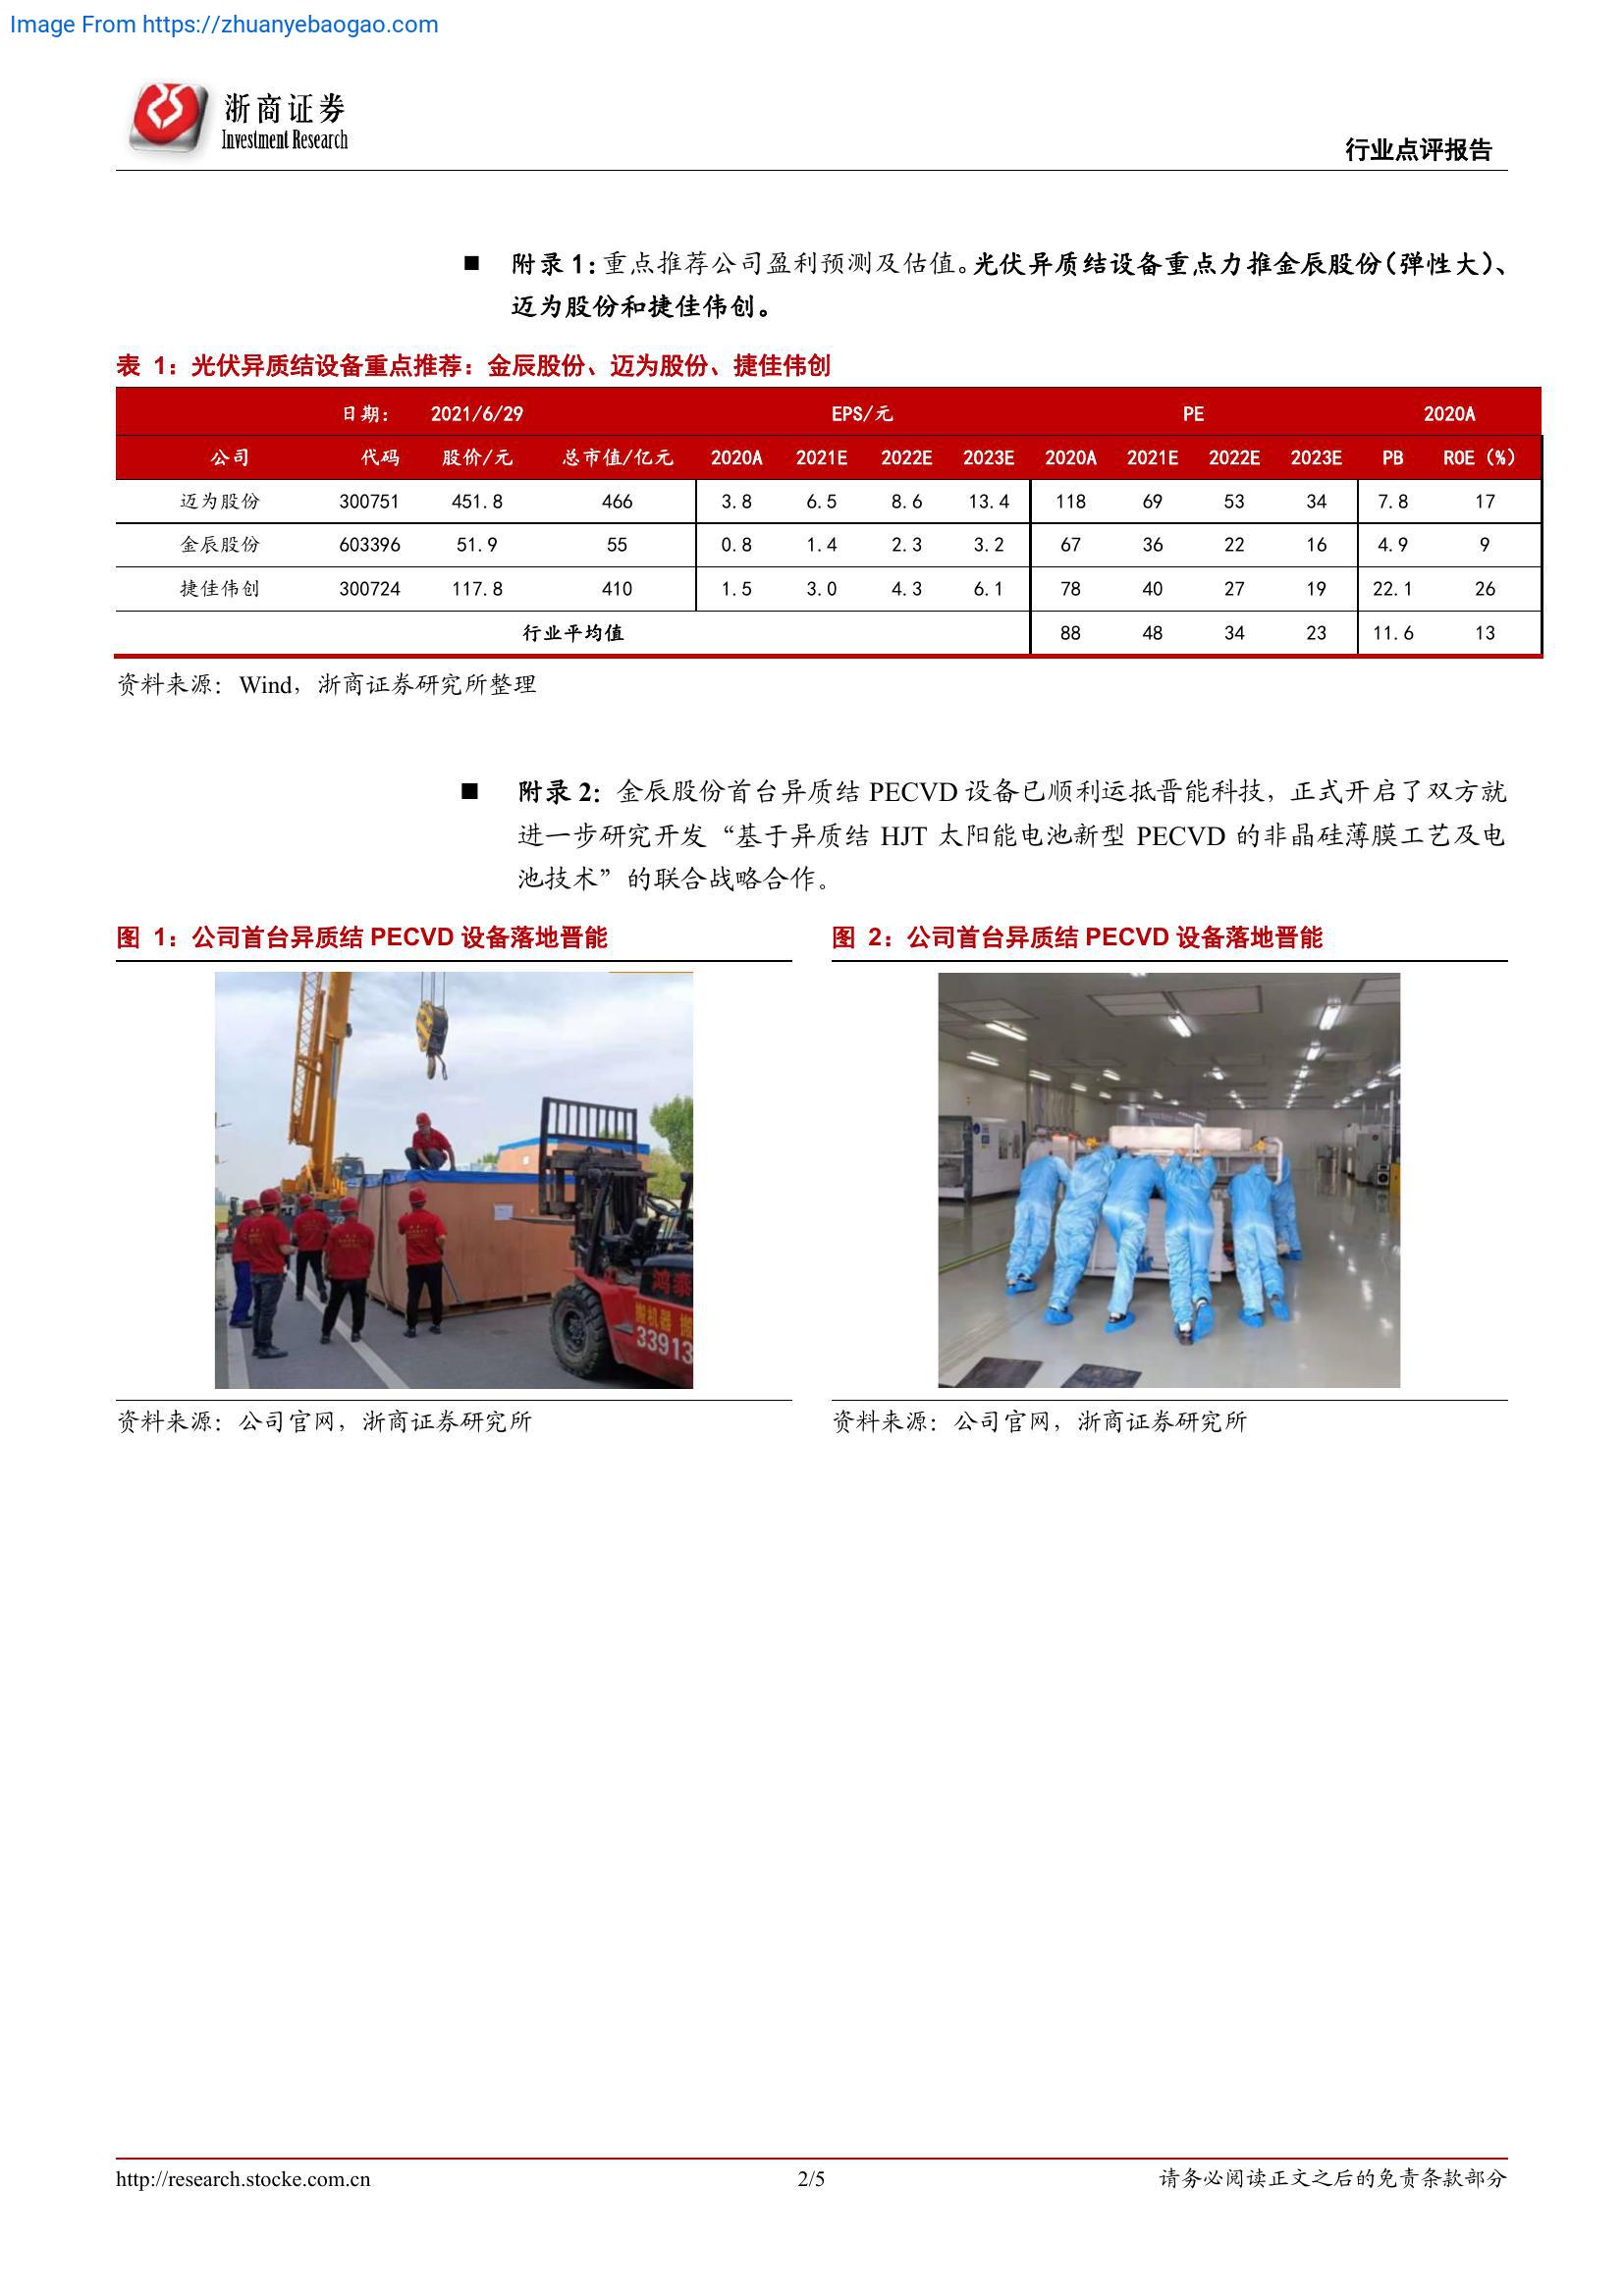 Image From https://zhuanyebaogao.com
浙商证券
Investment Research
行业点评报告
■ 附录 1：重点推荐公司盈利预测及估值。光伏异质结设备重点力推金辰股份（弹性大）、
迈为股份和捷佳伟创。
表 1：光伏异质结设备重点推荐：金辰股份、迈为股份、捷佳伟创
日期： 2021/6/29 EPS/元 PE 2020A
公司 代码 股价/元 总市值/亿元 2020A 2021E 2022E 2023E 2020A 2021E 2022E 2023E PB ROE（%）
迈为股份 300751 451.8 466 3.8 6.5 8.6 13.4 118 69 53 34 7.8 17
金辰股份 603396 51.9 55 0.8 1.4 2.3 3.2 67 36 22 16 4.9 9
捷佳伟创 300724 117.8 410 1.5 3.0 4.3 6.1 78 40 27 19 22.1 26
行业平均值 88 48 34 23 11.6 13
资料来源：Wind，浙商证券研究所整理
■ 附录 2：金辰股份首台异质结 PECVD 设备已顺利运抵晋能科技，正式开启了双方就
进一步研究开发“基于异质结 HJT 太阳能电池新型 PECVD 的非晶硅薄膜工艺及电
池技术”的联合战略合作。
图 1：公司首台异质结 PECVD 设备落地晋能
图 2：公司首台异质结 PECVD 设备落地晋能
鸿泰
搬机器 搬
33913
资料来源：公司官网，浙商证券研究所
资料来源：公司官网，浙商证券研究所
http://research.stocke.com.cn
2/5
请务必阅读正文之后的免责条款部分